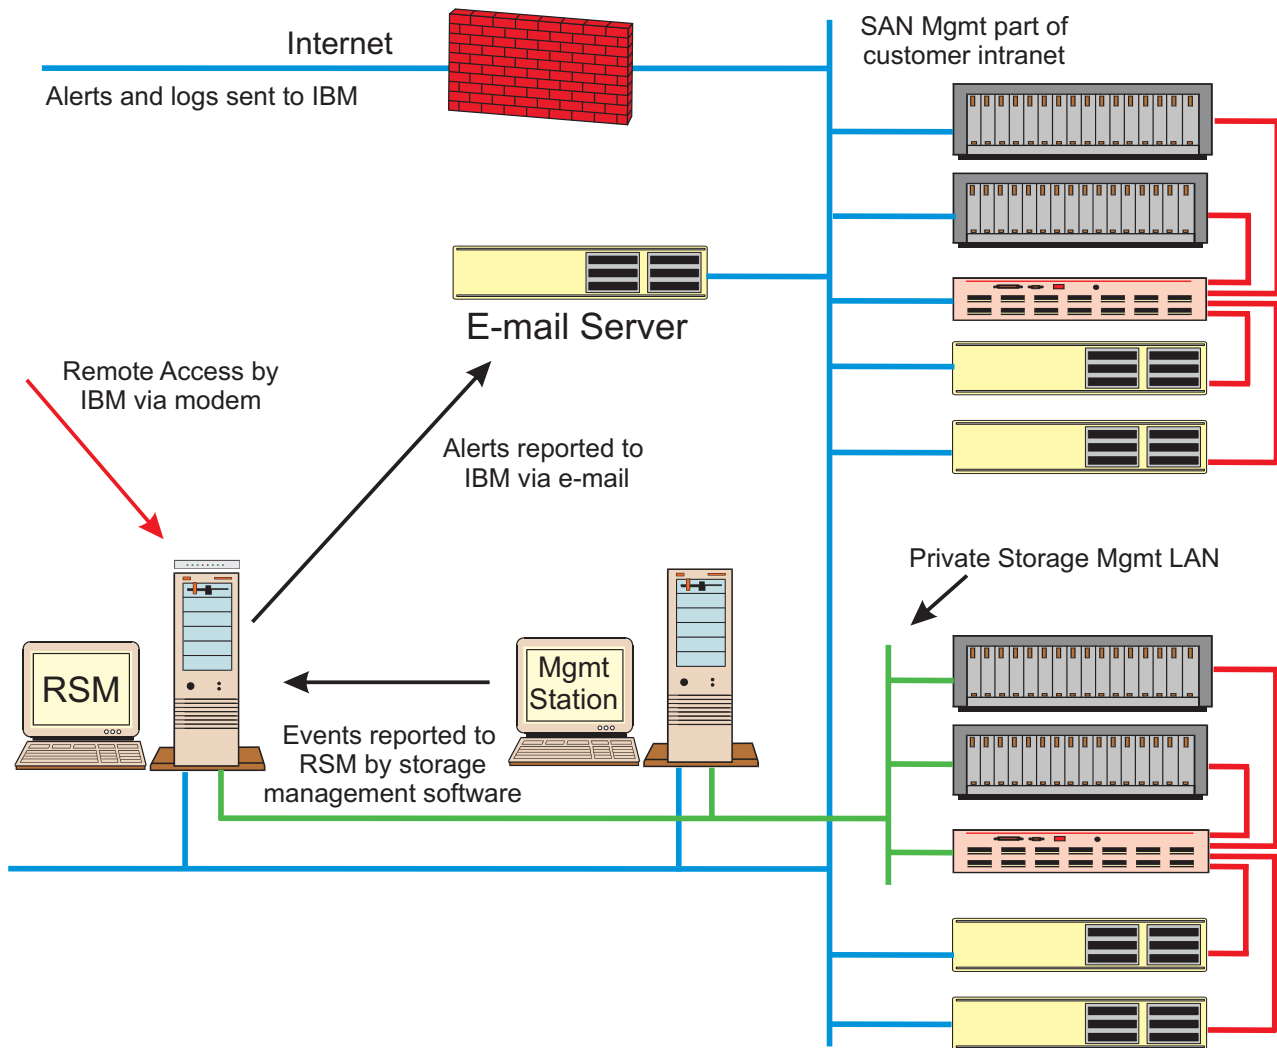 Internet
Alerts and logs sent to IBM
SAN Mgmt part of
customer intranet
E-mail Server
Remote Access by
IBM via modem
Alerts reported to
IBM via e-mail
Private Storage Mgmt LAN
RSM
Mgmt
Station
Events reported to
RSM by storage
management software